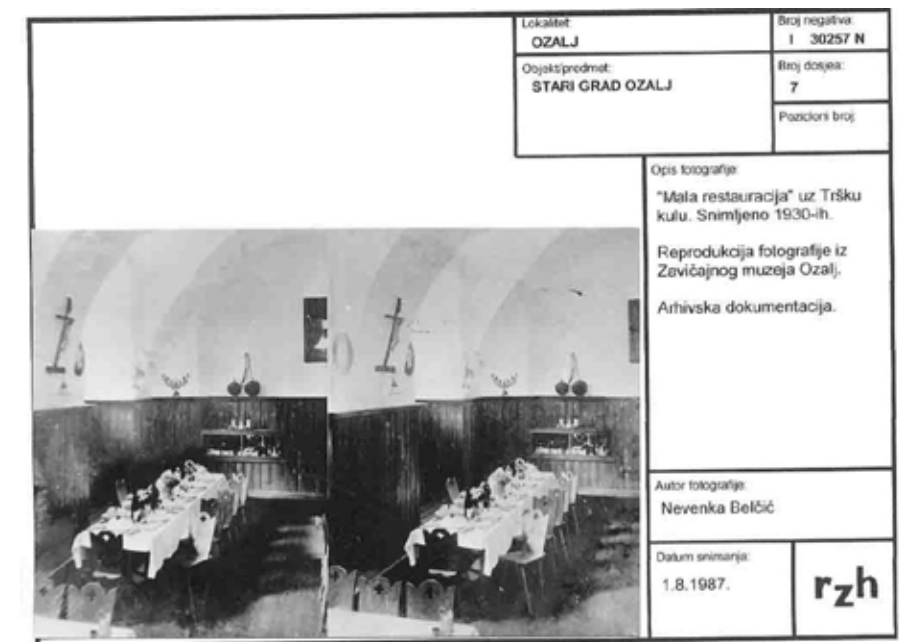 Lokalitet:
OZALJ
Broj negativa:
I 30257 N
Objekt/predmet:
STARI GRAD OZALJ
Broj dosjea:
7
Pozicioni broj:
Opis fotografije:
"Mala restauracija" uz Tršku
kulu. Snimljeno 1930-ih.
Reprodukcija fotografije iz
Zavičajnog muzeja Ozalj.
Arhivska dokumentacija.
Autor fotografije:
Nevenka Belčić
Datum snimanja:
1.8.1987.
rzh